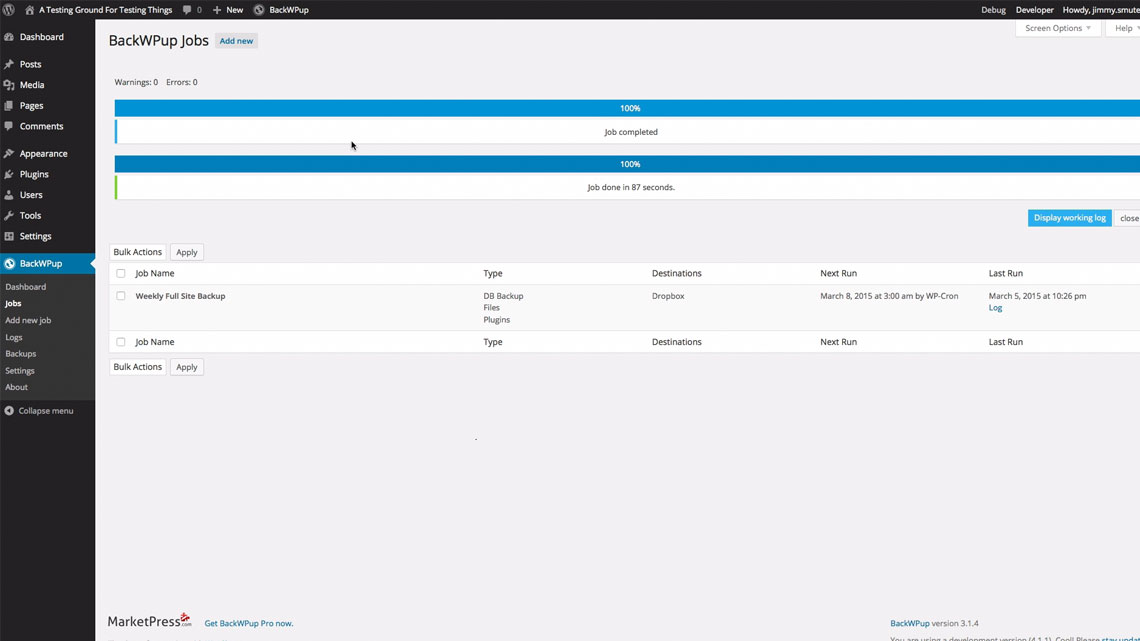 A Testing Ground For Testing Things 0 New BackWPup Debug Developer Howdy, jimmy.smute
Screen Options Help
Dashboard
Posts
Media
Pages
Comments
Appearance
Plugins
Users
Tools
Settings
BackWPup
Dashboard
Jobs
Add new job
Logs
Backups
Settings
About
Collapse menu
BackWPup Jobs Add new
Warnings: 0 Errors: 0
100%
Job completed
100%
Job done in 87 seconds.
Display working log close
Bulk Actions Apply
Job Name Type Destinations Next Run Last Run
Weekly Full Site Backup DB Backup Dropbox March 8, 2015 at 3:00 am by WP-Cron March 5, 2015 at 10:26 pm
Files Log
Plugins
Job Name Type Destinations Next Run Last Run
Bulk Actions Apply
MarketPress.com Get BackWPup Pro now. BackWPup version 3.1.4
You are using a development version (4.1.1). Cool! Please stay updat